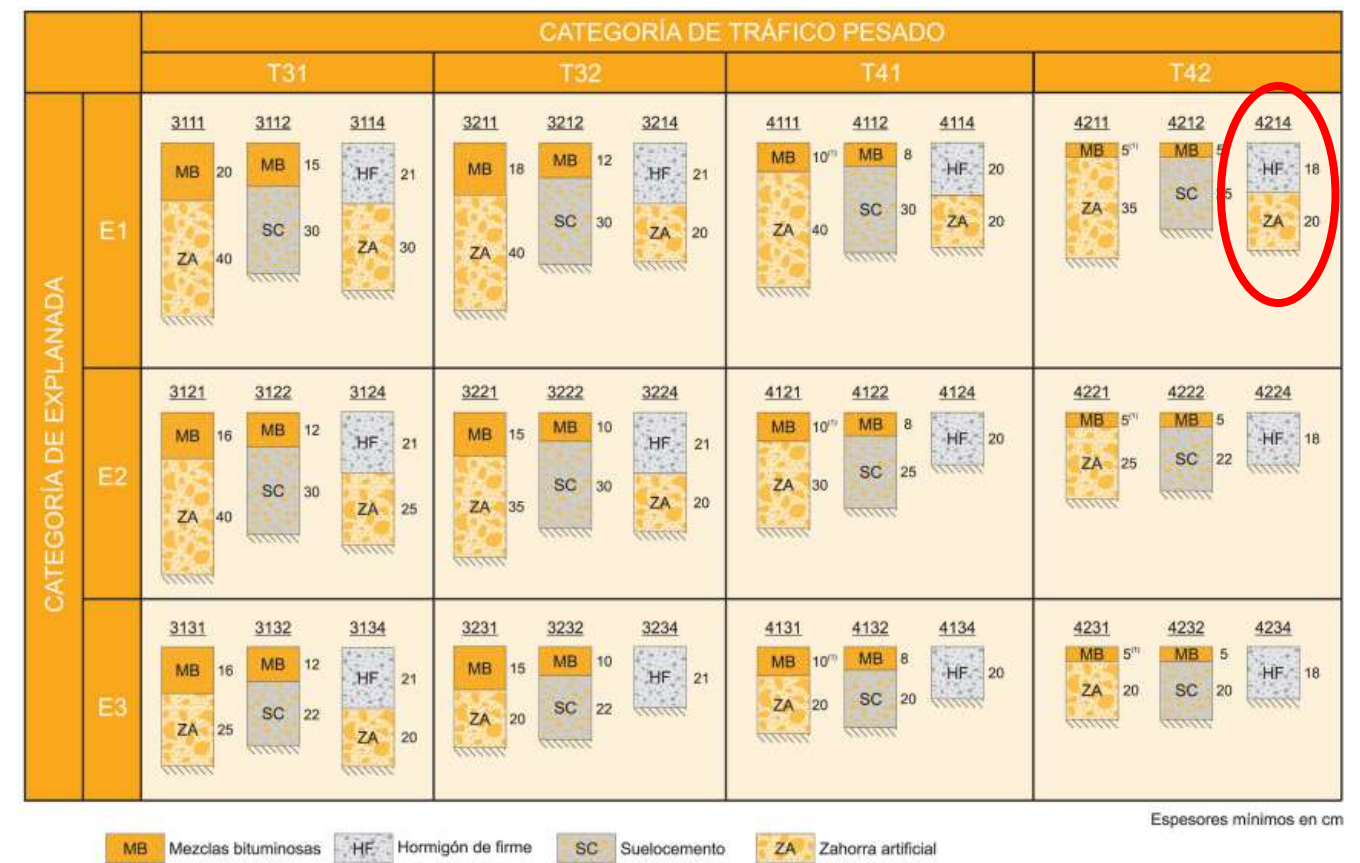 CATEGORÍA DE TRÁFICO PESADO
T31 T32 T41 T42
CATEGORÍA DE EXPLANADA
E1
3111 3112 3114 3211 3212 3214 4111 4112 4114 4211 4212 4214
MB 20 MB 15 HF 21 MB 18 MB 12 HF 21 MB 10(1) MB 8 HF 20 MB 5(1) MB 5 HF 18
ZA 40 SC 30 ZA 30 ZA 40 SC 30 ZA 20 ZA 40 SC 30 ZA 20 ZA 35 SC ZA 20
E2
3121 3122 3124 3221 3222 3224 4121 4122 4124 4221 4222 4224
MB 16 MB 12 HF 21 MB 15 MB 10 HF 21 MB 10(1) MB 8 HF 20 MB 5(1) MB 5 HF 18
ZA 40 SC 30 ZA 25 ZA 35 SC 30 ZA 20 ZA 30 SC 25 ZA 25 SC 22
E3
3131 3132 3134 3231 3232 3234 4131 4132 4134 4231 4232 4234
MB 16 MB 12 HF 21 MB 15 MB 10 HF 21 MB 10(1) MB 8 HF 20 MB 5(1) MB 5 HF 18
ZA 25 SC 22 ZA 20 ZA 20 SC 22 ZA 20 SC 20 ZA 20 SC 20
Espesores mínimos en cm
MB Mezclas bituminosas HF Hormigón de firme SC Suelocemento ZA Zahorra artificial